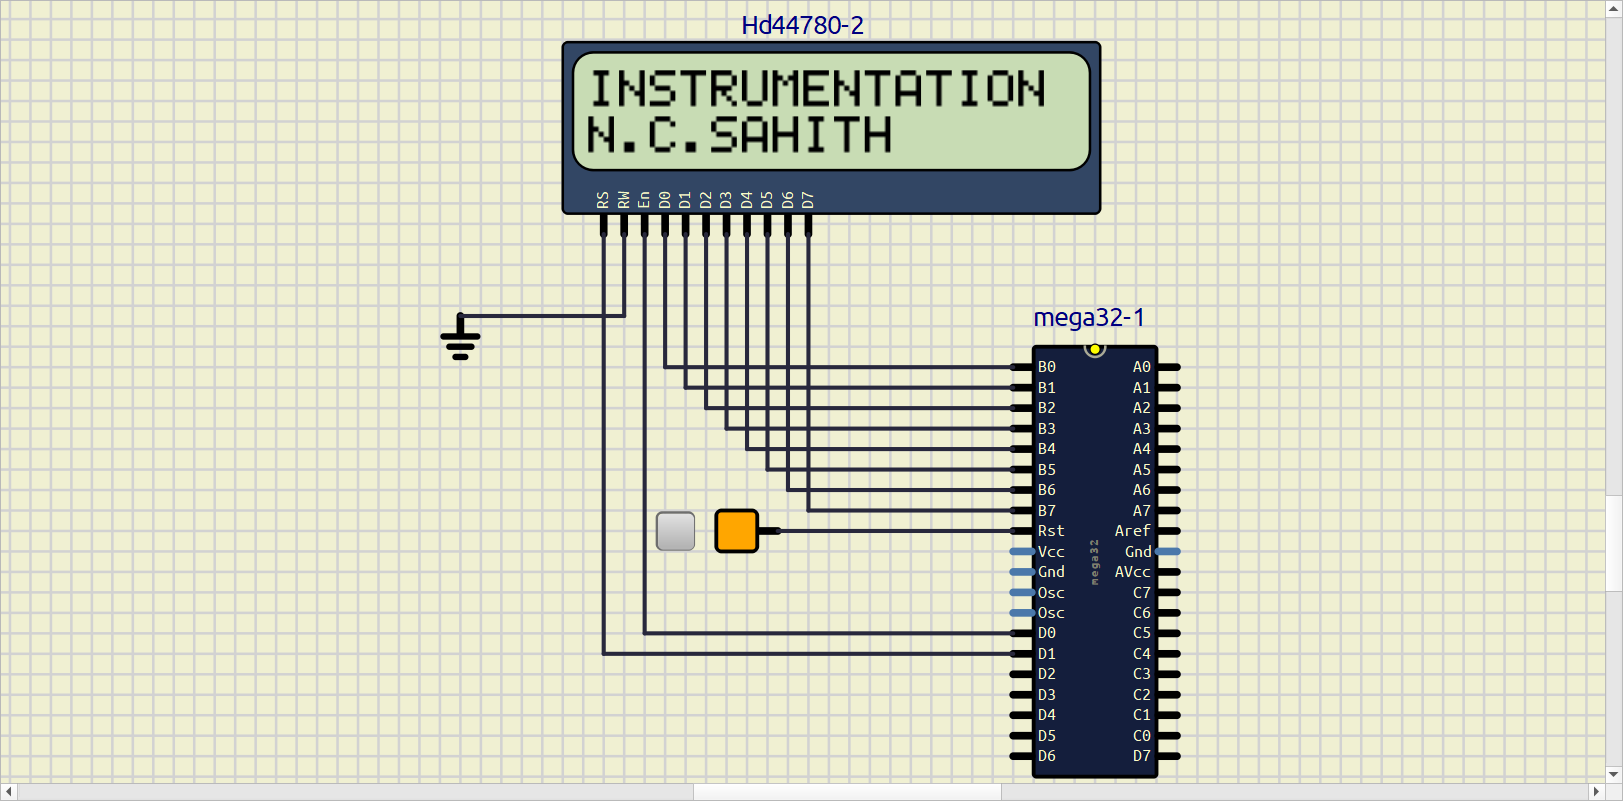 Hd44780-2
INSTRUMENTATION
N.C.SAHITH
RS RW En D0 D1 D2 D3 D4 D5 D6 D7
mega32-1
B0 A0
B1 A1
B2 A2
B3 A3
B4 A4
B5 A5
B6 A6
B7 A7
Rst Aref
Vcc Gnd
mega32
Gnd AVcc
Osc C7
Osc C6
D0 C5
D1 C4
D2 C3
D3 C2
D4 C1
D5 C0
D6 D7